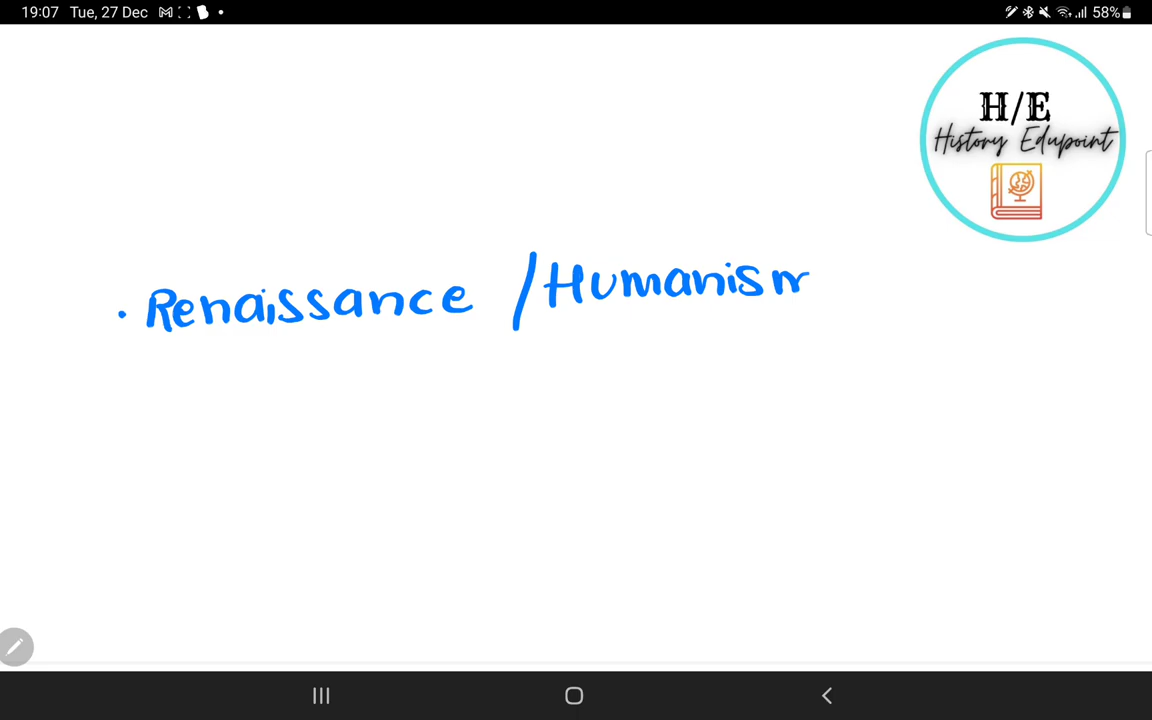 19:07 Tue, 27 Dec
58%
H/E
History Edupoint
. Renaissance / Humanism